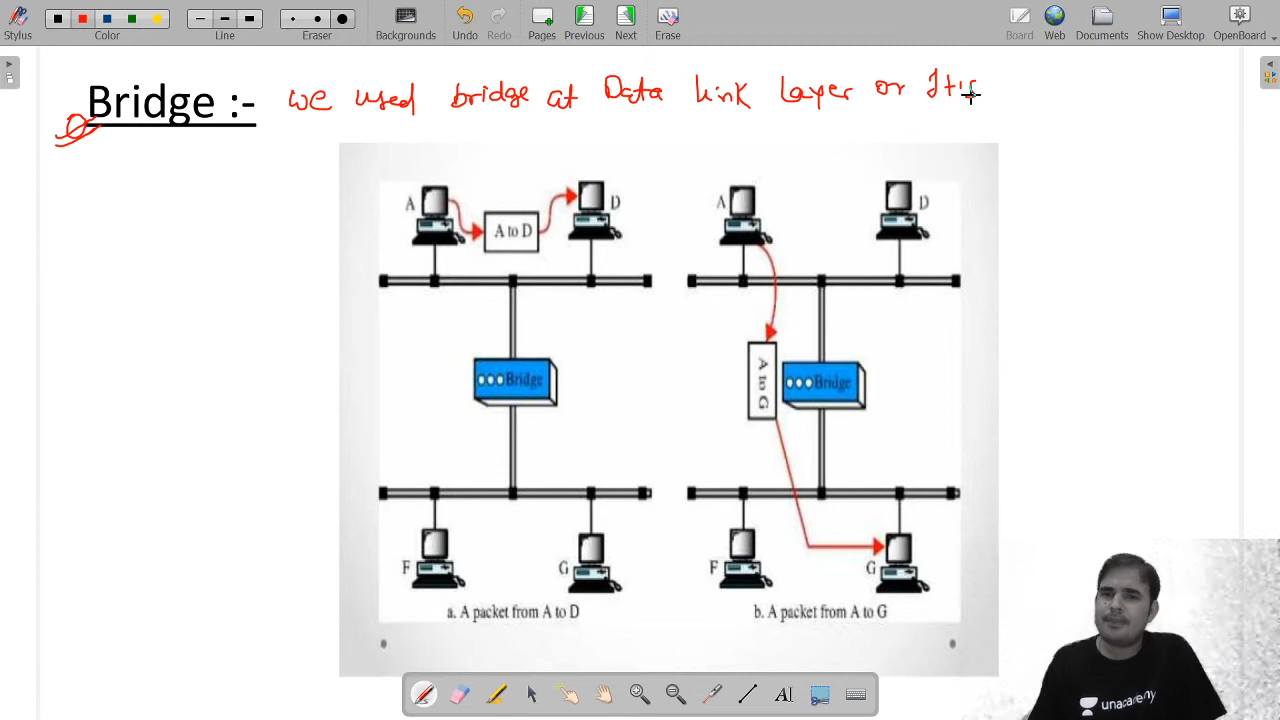 Stylus
Color
Line
Eraser
Backgrounds
Undo
Redo
Pages
Previous
Next
Erase
Board
Web
Documents
Show Desktop
OpenBoard
Bridge :- we used bridge at Data link Layer or
A
A to D
D
Bridge
F
G
a. A packet from A to D
A
D
A to G
Bridge
F
G
b. A packet from A to G
unacademy